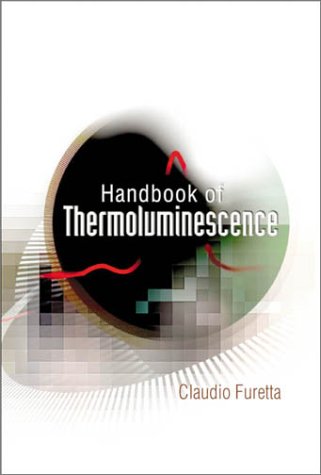 Handbook of
Thermoluminescence
Claudio Furetta